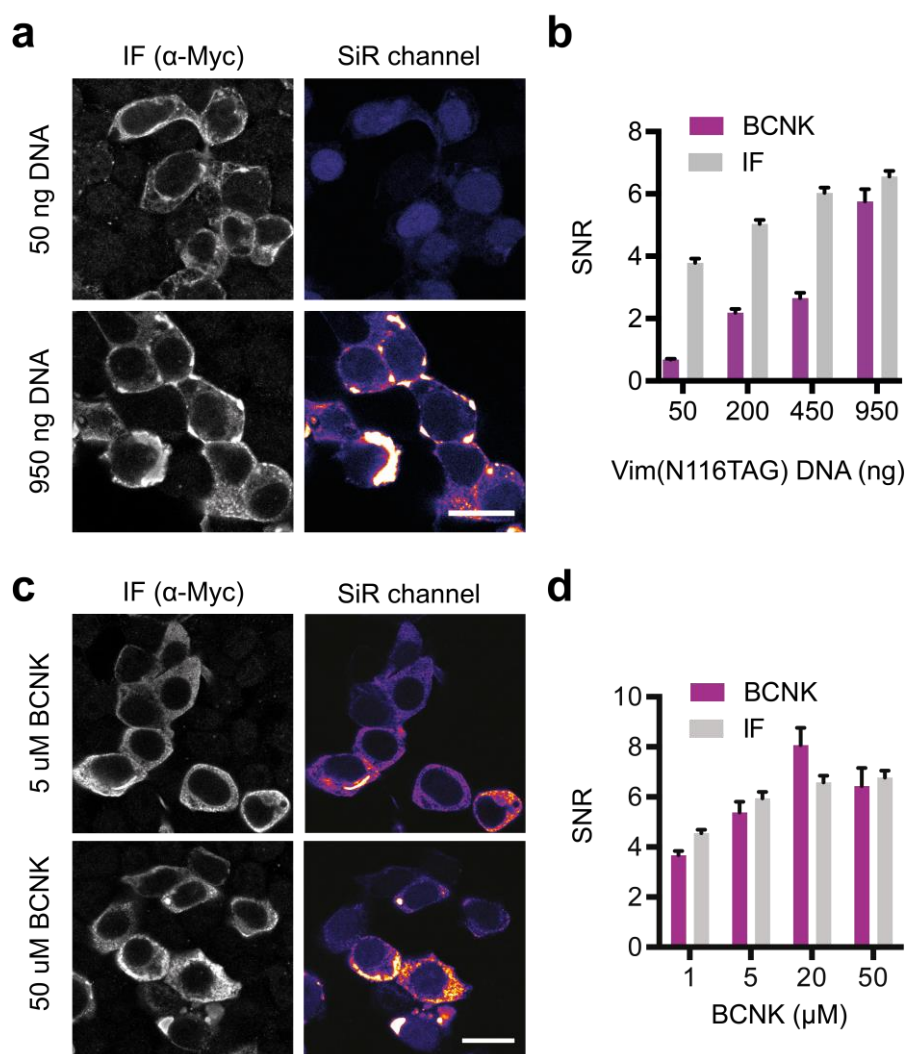 a
IF (α-Myc)
SiR channel
50 ng DNA
950 ng DNA
b
BCNK
IF
SNR
8
6
4
2
0
50 200 450 950
Vim(N116TAG) DNA (ng)
c
IF (α-Myc)
SiR channel
5 uM BCNK
50 uM BCNK
d
BCNK
IF
SNR
10
8
6
4
2
0
1 5 20 50
BCNK (μM)